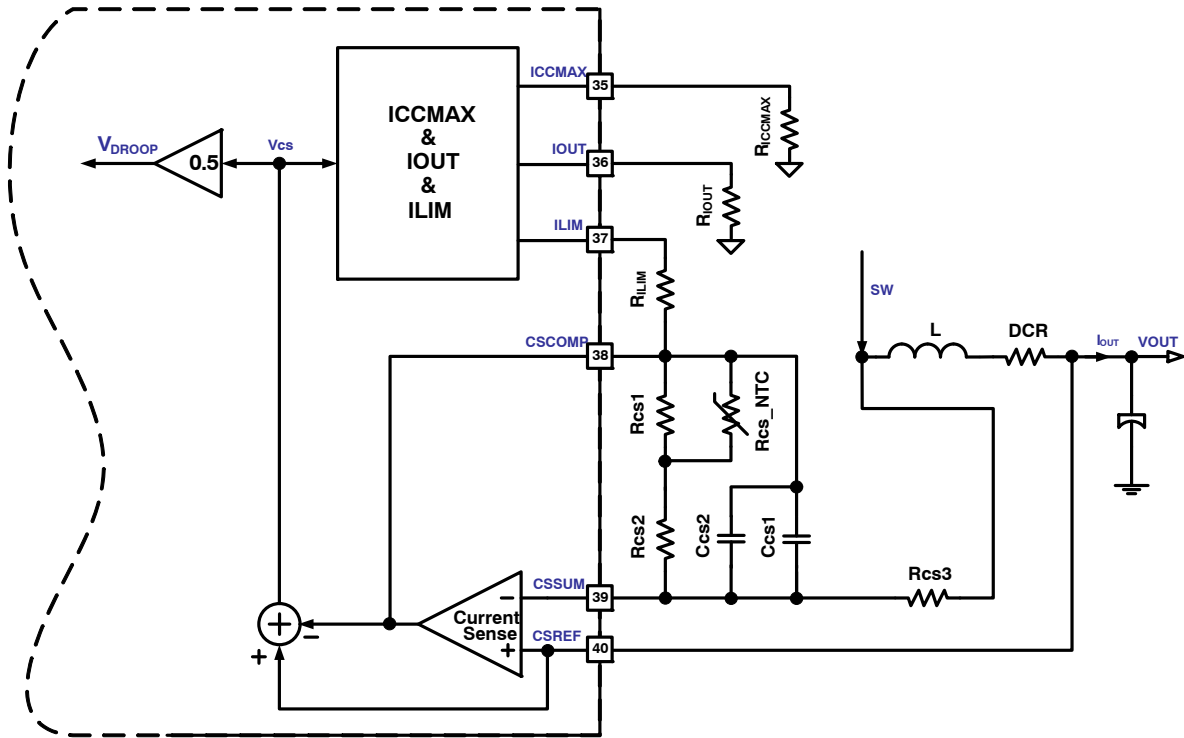 ICCMAX
35
ICCMAX
&
IOUT
&
ILIM
RICCMAX
VDROOP
0.5
Vcs
IOUT
36
RIOUT
ILIM
37
RILIM
SW
CSCOMP
38
L
DCR
IOUT
VOUT
Rcs1
Rcs_NTC
Rcs2
Ccs2
Ccs1
Rcs3
CSSUM
39
−
Current
Sense
CSREF
40
+
+
−
+